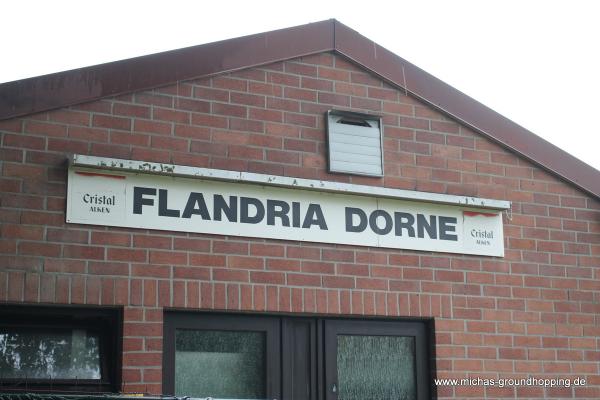 Cristal
ALKEN
FLANDRIA DORNE
Cristal
ALKEN
www.michas-groundhopping.de